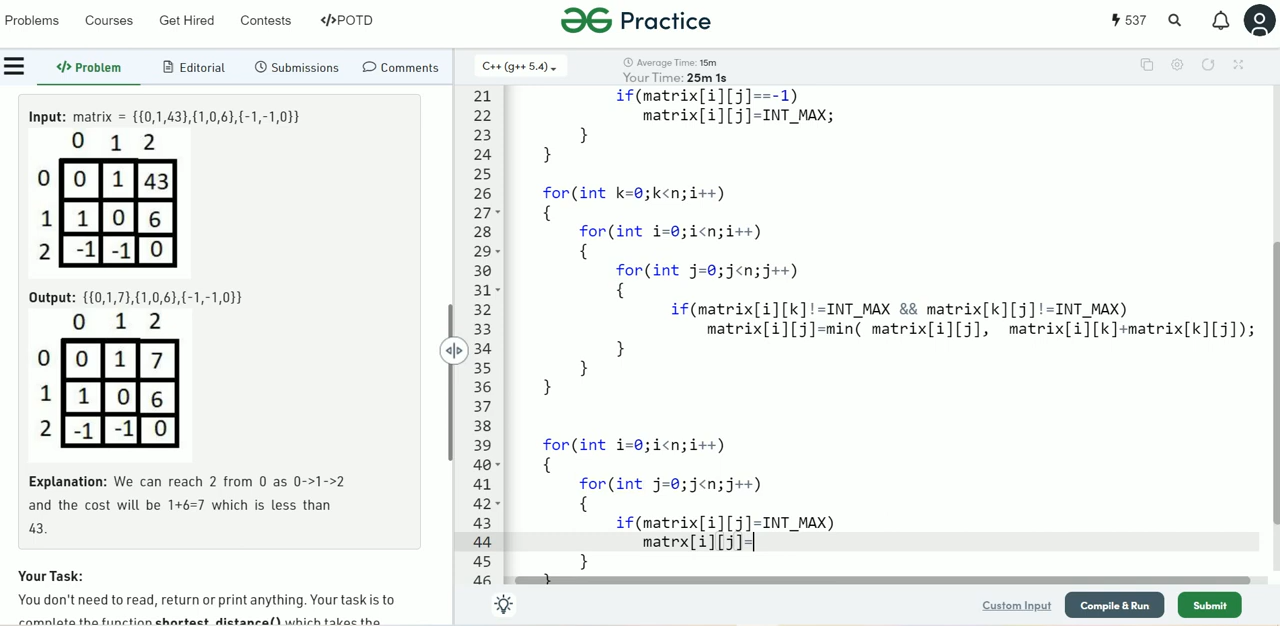 Problems Courses Get Hired Contests </>POTD
Practice
537
</> Problem Editorial Submissions Comments
C++ (g++ 5.4)
Average Time: 15m
Your Time: 25m 1s
Input: matrix = {{0,1,43},{1,0,6},{-1,-1,0}}
0 1 2
0 0 1 43
1 1 0 6
2 -1 -1 0
Output: {{0,1,7},{1,0,6},{-1,-1,0}}
0 1 2
0 0 1 7
1 1 0 6
2 -1 -1 0
Explanation: We can reach 2 from 0 as 0->1->2
and the cost will be 1+6=7 which is less than
43.
Your Task:
You don't need to read, return or print anything. Your task is to
complete the function shortest_distance() which takes the
21 if(matrix[i][j]==-1)
22 matrix[i][j]=INT_MAX;
23 }
24 }
25
26 for(int k=0;k<n;i++)
27 {
28 for(int i=0;i<n;i++)
29 {
30 for(int j=0;j<n;j++)
31 {
32 if(matrix[i][k]!=INT_MAX && matrix[k][j]!=INT_MAX)
33 matrix[i][j]=min( matrix[i][j], matrix[i][k]+matrix[k][j]);
34 }
35 }
36 }
37
38
39 for(int i=0;i<n;i++)
40 {
41 for(int j=0;j<n;j++)
42 {
43 if(matrix[i][j]=INT_MAX)
44 matrx[i][j]=
45 }
46 }
Custom Input Compile & Run Submit